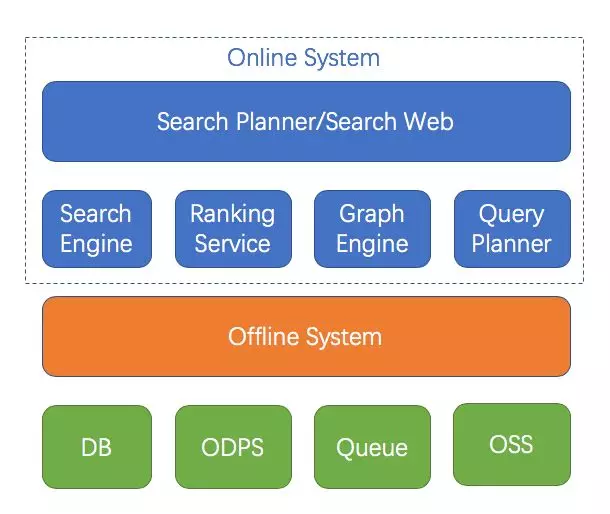 Online System
Search Planner/Search Web
Search
Engine
Ranking
Service
Graph
Engine
Query
Planner
Offline System
DB
ODPS
Queue
OSS